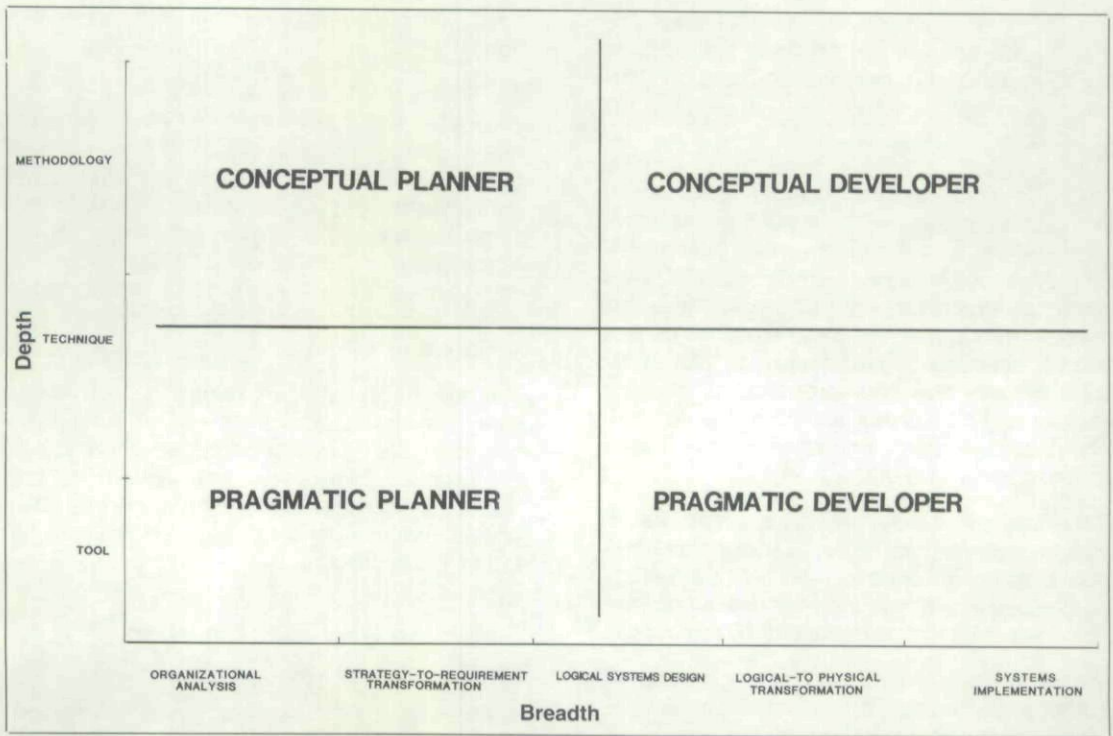 METHODOLOGY
CONCEPTUAL PLANNER
CONCEPTUAL DEVELOPER
Depth
TECHNIQUE
PRAGMATIC PLANNER
PRAGMATIC DEVELOPER
TOOL
ORGANIZATIONAL
ANALYSIS
STRATEGY-TO-REQUIREMENT
TRANSFORMATION
LOGICAL SYSTEMS DESIGN
LOGICAL-TO PHYSICAL
TRANSFORMATION
SYSTEMS
IMPLEMENTATION
Breadth